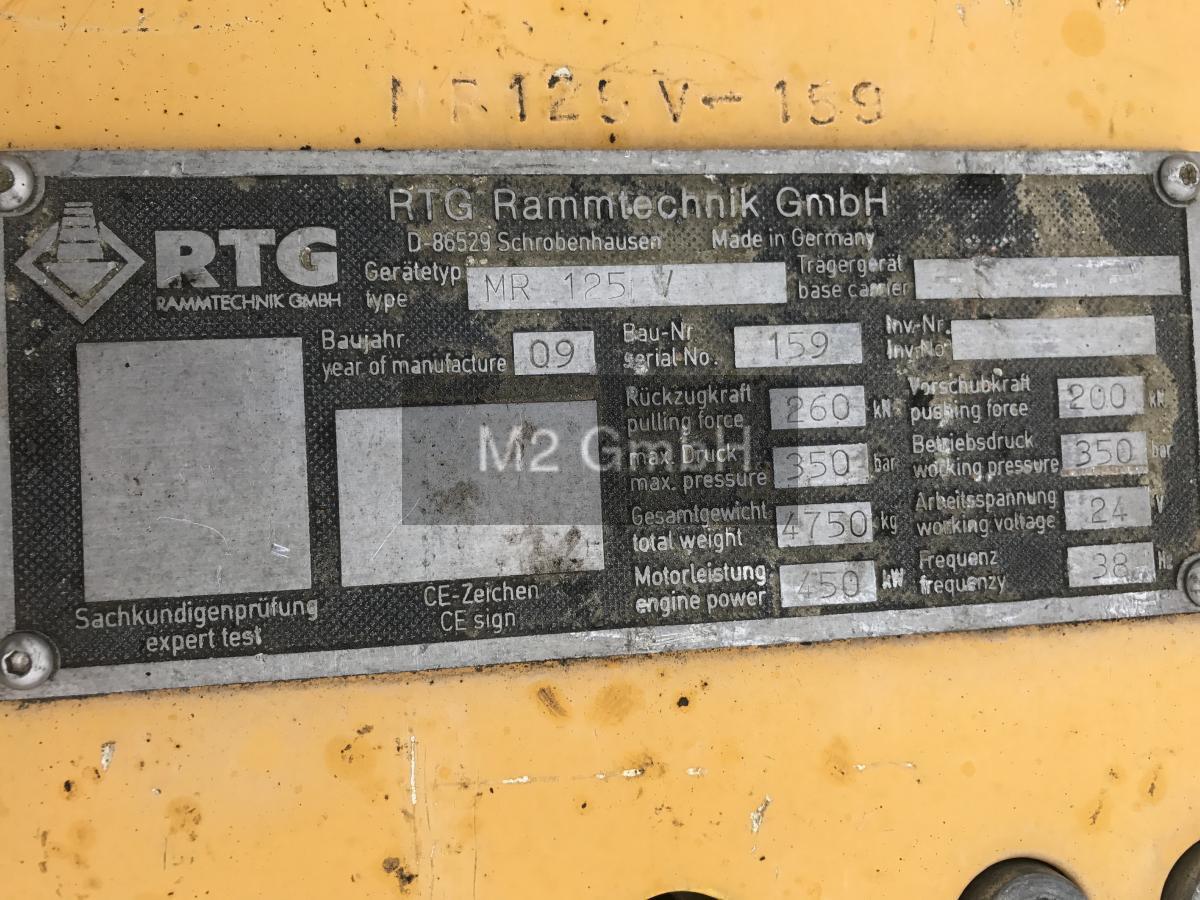 MR125V-159
RTG Rammtechnik GmbH
D-86529 Schrobenhausen Made in Germany
RTG
RAMMTECHNIK GMBH
Gerätetyp
type
MR 125 V
Trägergerät
base carrier
Baujahr
year of manufacture
09
Bau-Nr
serial No.
159
Inv-Nr.
Inv-No
Rückzugkraft
pulling force
260 kN
Vorschubkraft
pushing force
200 kN
max. Druck
max. pressure
350 bar
Betriebsdruck
working pressure
350 bar
Gesamtgewicht
total weight
4750 kg
Arbeitsspannung
working voltage
24 V
Motorleistung
engine power
450 kW
Frequenz
frequenzy
38 Hz
Sachkundigenprüfung
expert test
CE-Zeichen
CE sign
M2 GmbH